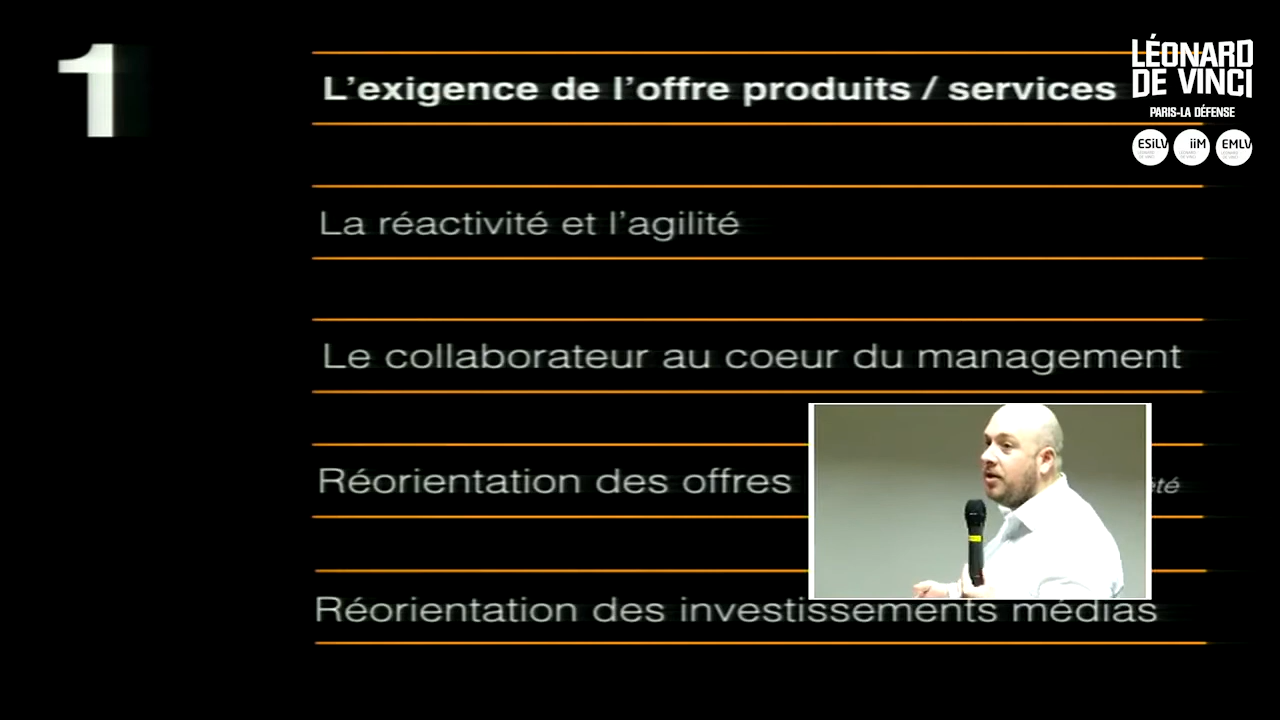 1
L'exigence de l'offre produits / services
La réactivité et l'agilité
Le collaborateur au coeur du management
Réorientation des offres
Réorientation des investissements médias
LÉONARD
DE VINCI
PARIS-LA DÉFENSE
ESiLV iiM EMLV